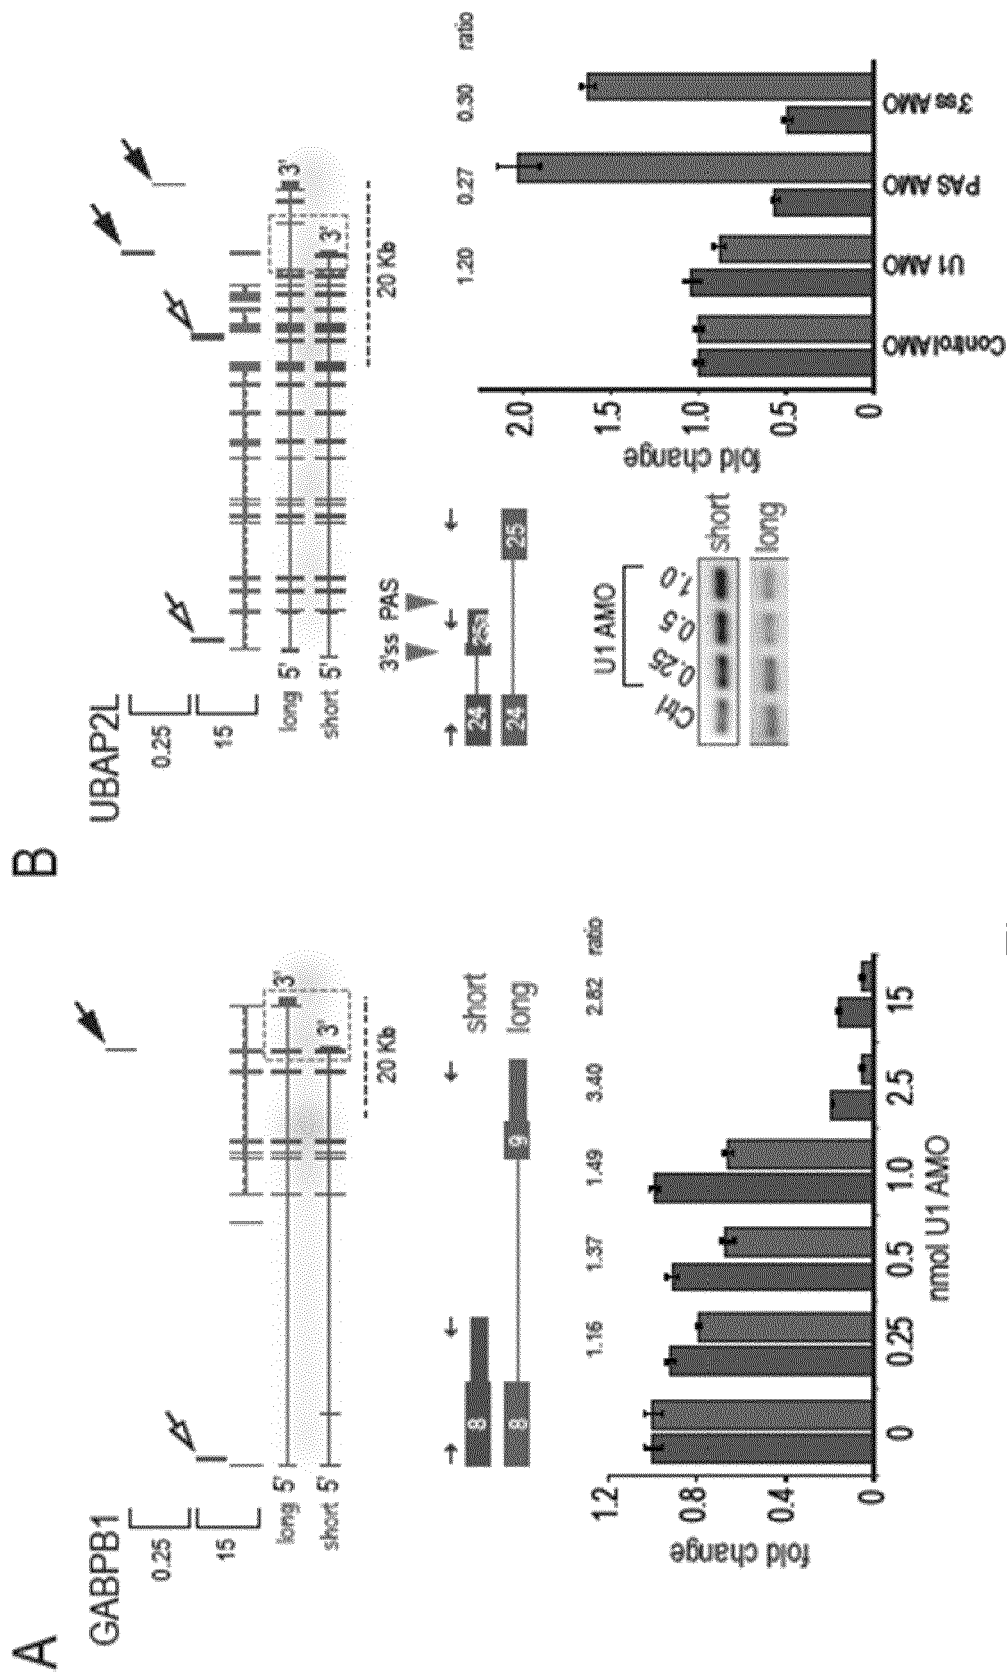 A
GABPB1
0.25
15
long 5' 3'
short 5' 3'
20 Kb
8 short
8 9 long
1.16 1.37 1.49 3.40 2.82 ratio
fold change
1.2
0.8
0.4
0
0 0.25 0.5 1.0 2.5 15
nmol U1 AMO
B
UBAP2L
0.25
15
long 5' 3'
short 5' 3'
20 Kb
3'ss PAS
24
24 25
U1 AMO
Ctrl 0.25 0.5 1.0
short
long
1.20 0.27 0.30 ratio
fold change
2.0
1.5
1.0
0.5
0
Control AMO
U1 AMO
PAS AMO
3'ss AMO